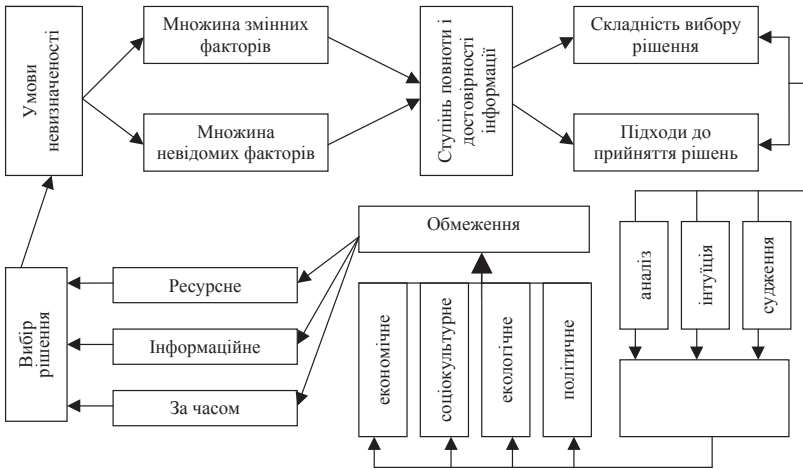 Умови
невизначеності
Множина змінних
факторів
Множина
невідомих факторів
Ступінь повноти і
достовірності
інформації
Складність вибору
рішення
Підходи до
прийняття рішень
Обмеження
Вибір
рішення
Ресурсне
Інформаційне
За часом
економічне
соціокультурне
екологічне
політичне
аналіз
інтуїція
судження